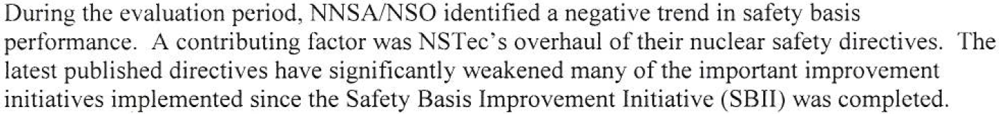 During the evaluation period, NNSA/NSO identified a negative trend in safety basis
performance.  A contributing factor was NSTec's overhaul of their nuclear safety directives.  The
latest published directives have significantly weakened many of the important improvement
initiatives implemented since the Safety Basis Improvement Initiative (SBII) was completed.